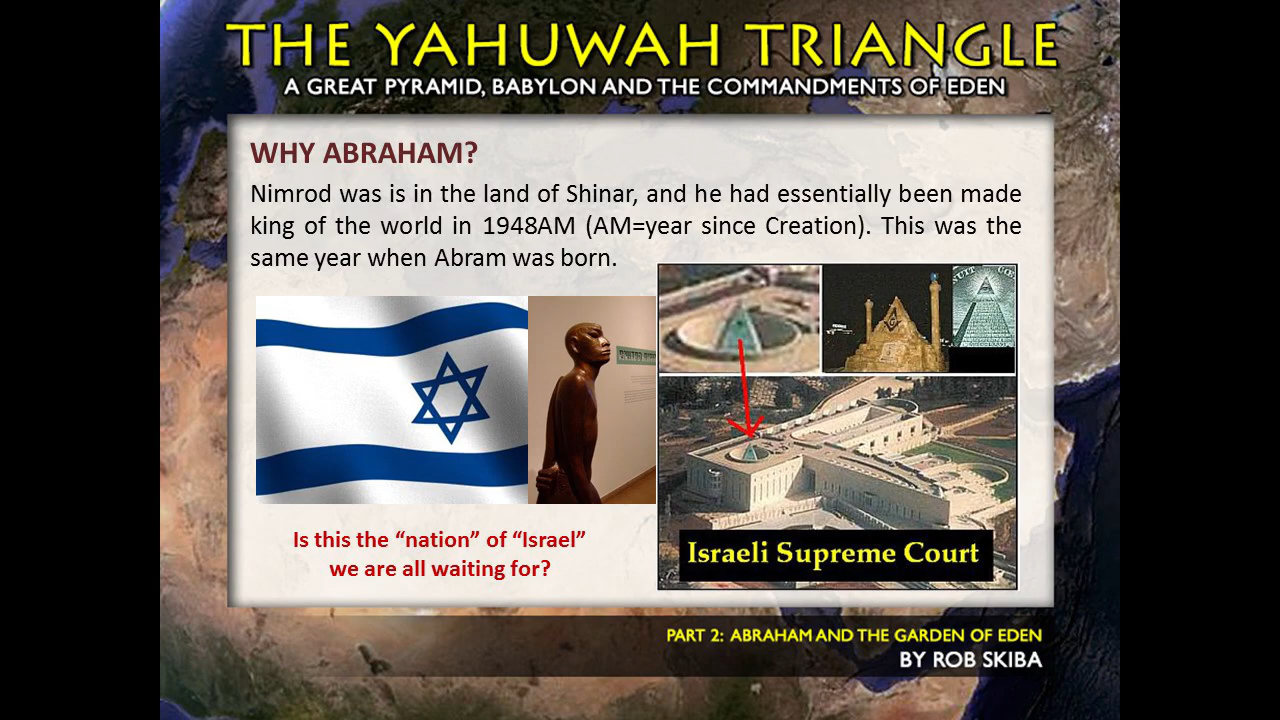 THE YAHUWAH TRIANGLE
A GREAT PYRAMID, BABYLON AND THE COMMANDMENTS OF EDEN
WHY ABRAHAM?
Nimrod was is in the land of Shinar, and he had essentially been made
king of the world in 1948AM (AM=year since Creation). This was the
same year when Abram was born.
Is this the “nation” of “Israel”
we are all waiting for?
Israeli Supreme Court
PART 2: ABRAHAM AND THE GARDEN OF EDEN
BY ROB SKIBA